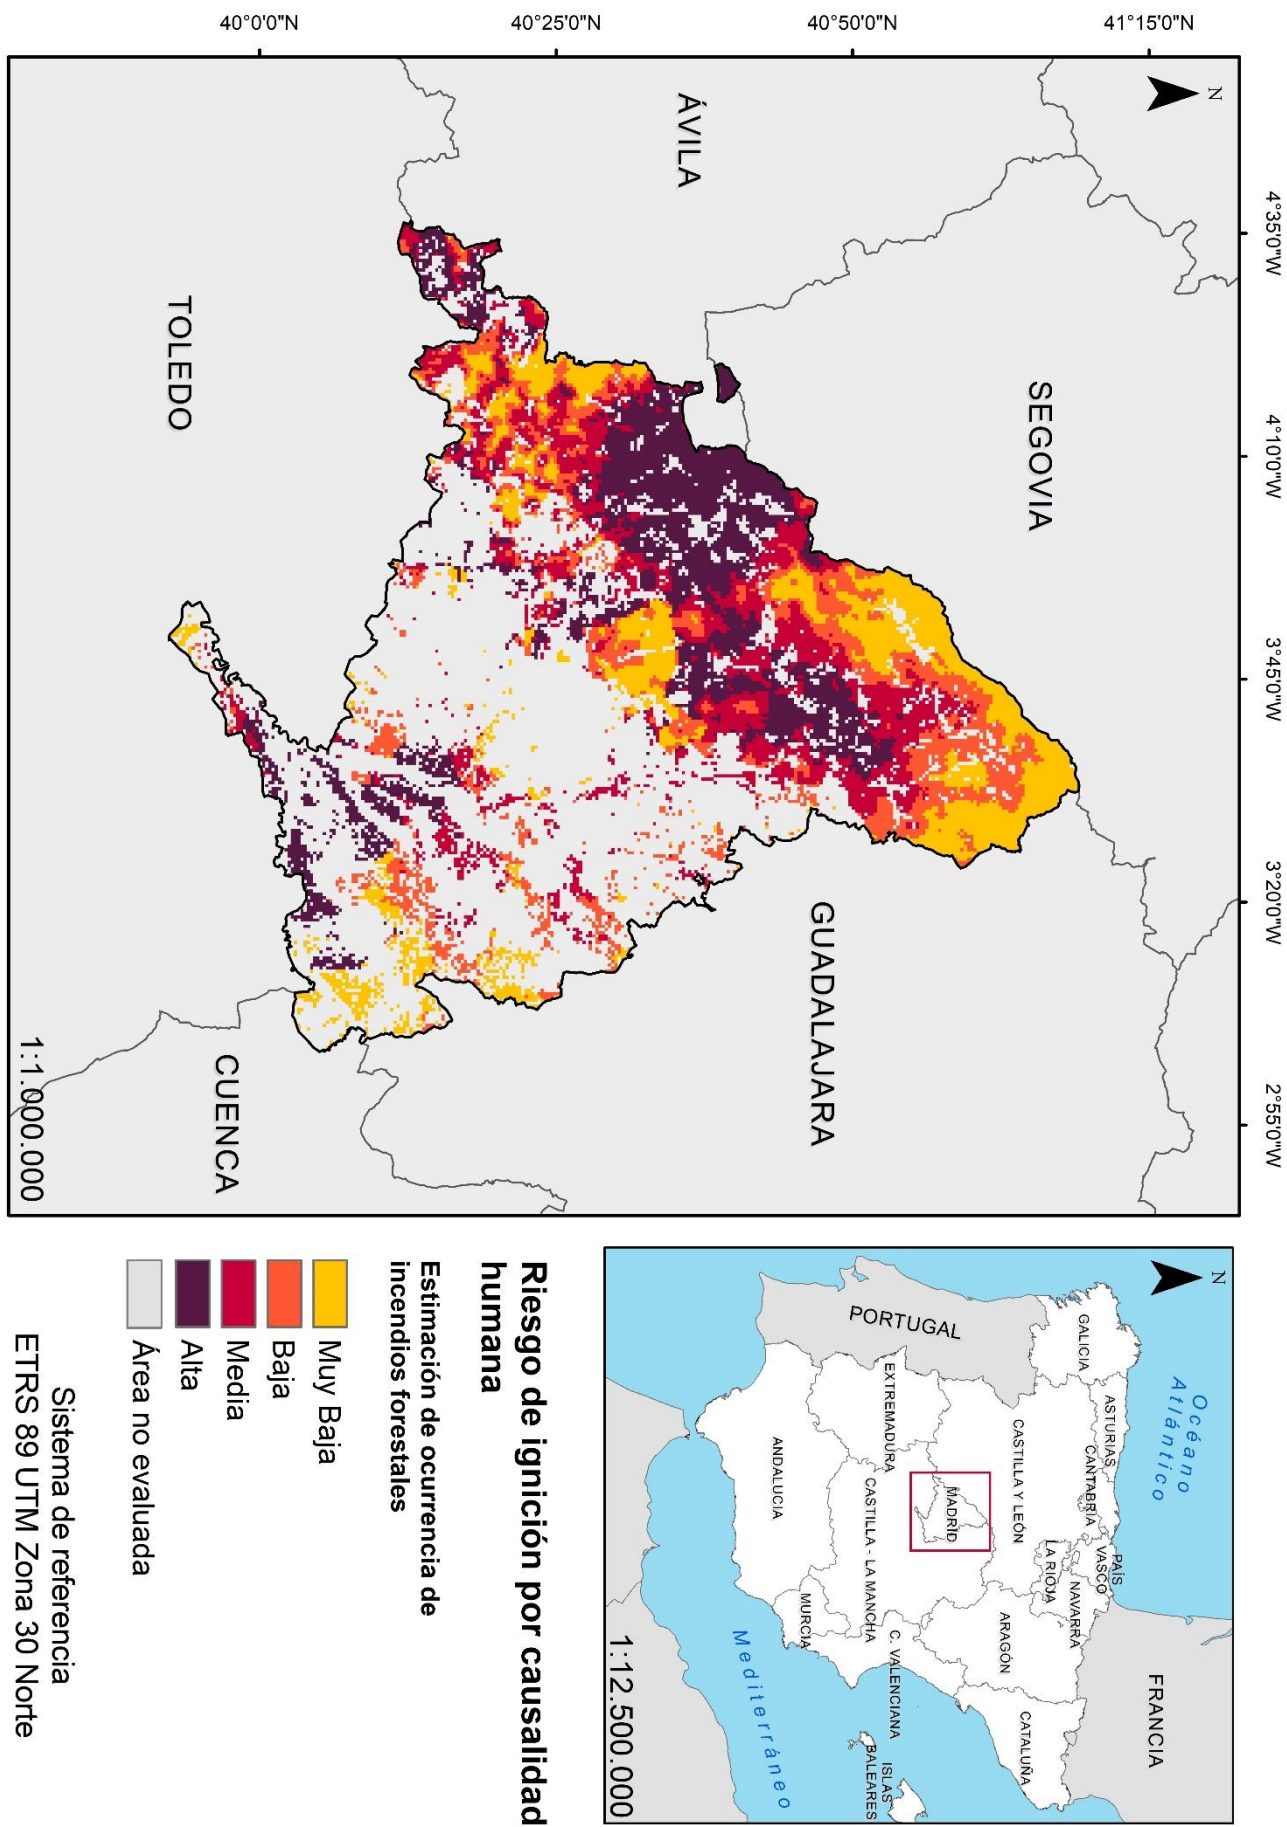 4°35'0"W
4°10'0"W
3°45'0"W
3°20'0"W
2°55'0"W
41°15'0"N
40°50'0"N
40°25'0"N
40°0'0"N
N
SEGOVIA
ÁVILA
GUADALAJARA
TOLEDO
CUENCA
1:1.000.000
N
Océano
Atlántico
FRANCIA
GALICIA
ASTURIAS
CANTABRIA
PAÍS
VASCO
NAVARRA
LA RIOJA
CASTILLA Y LEÓN
ARAGÓN
CATALUÑA
PORTUGAL
MADRID
EXTREMADURA
CASTILLA - LA MANCHA
C. VALENCIANA
ISLAS
BALEARES
ANDALUCIA
MURCIA
Mediterráneo
1:12.500.000
Riesgo de ignición por causalidad
humana
Estimación de ocurrencia de
incendios forestales
Muy Baja
Baja
Media
Alta
Área no evaluada
Sistema de referencia
ETRS 89 UTM Zona 30 Norte